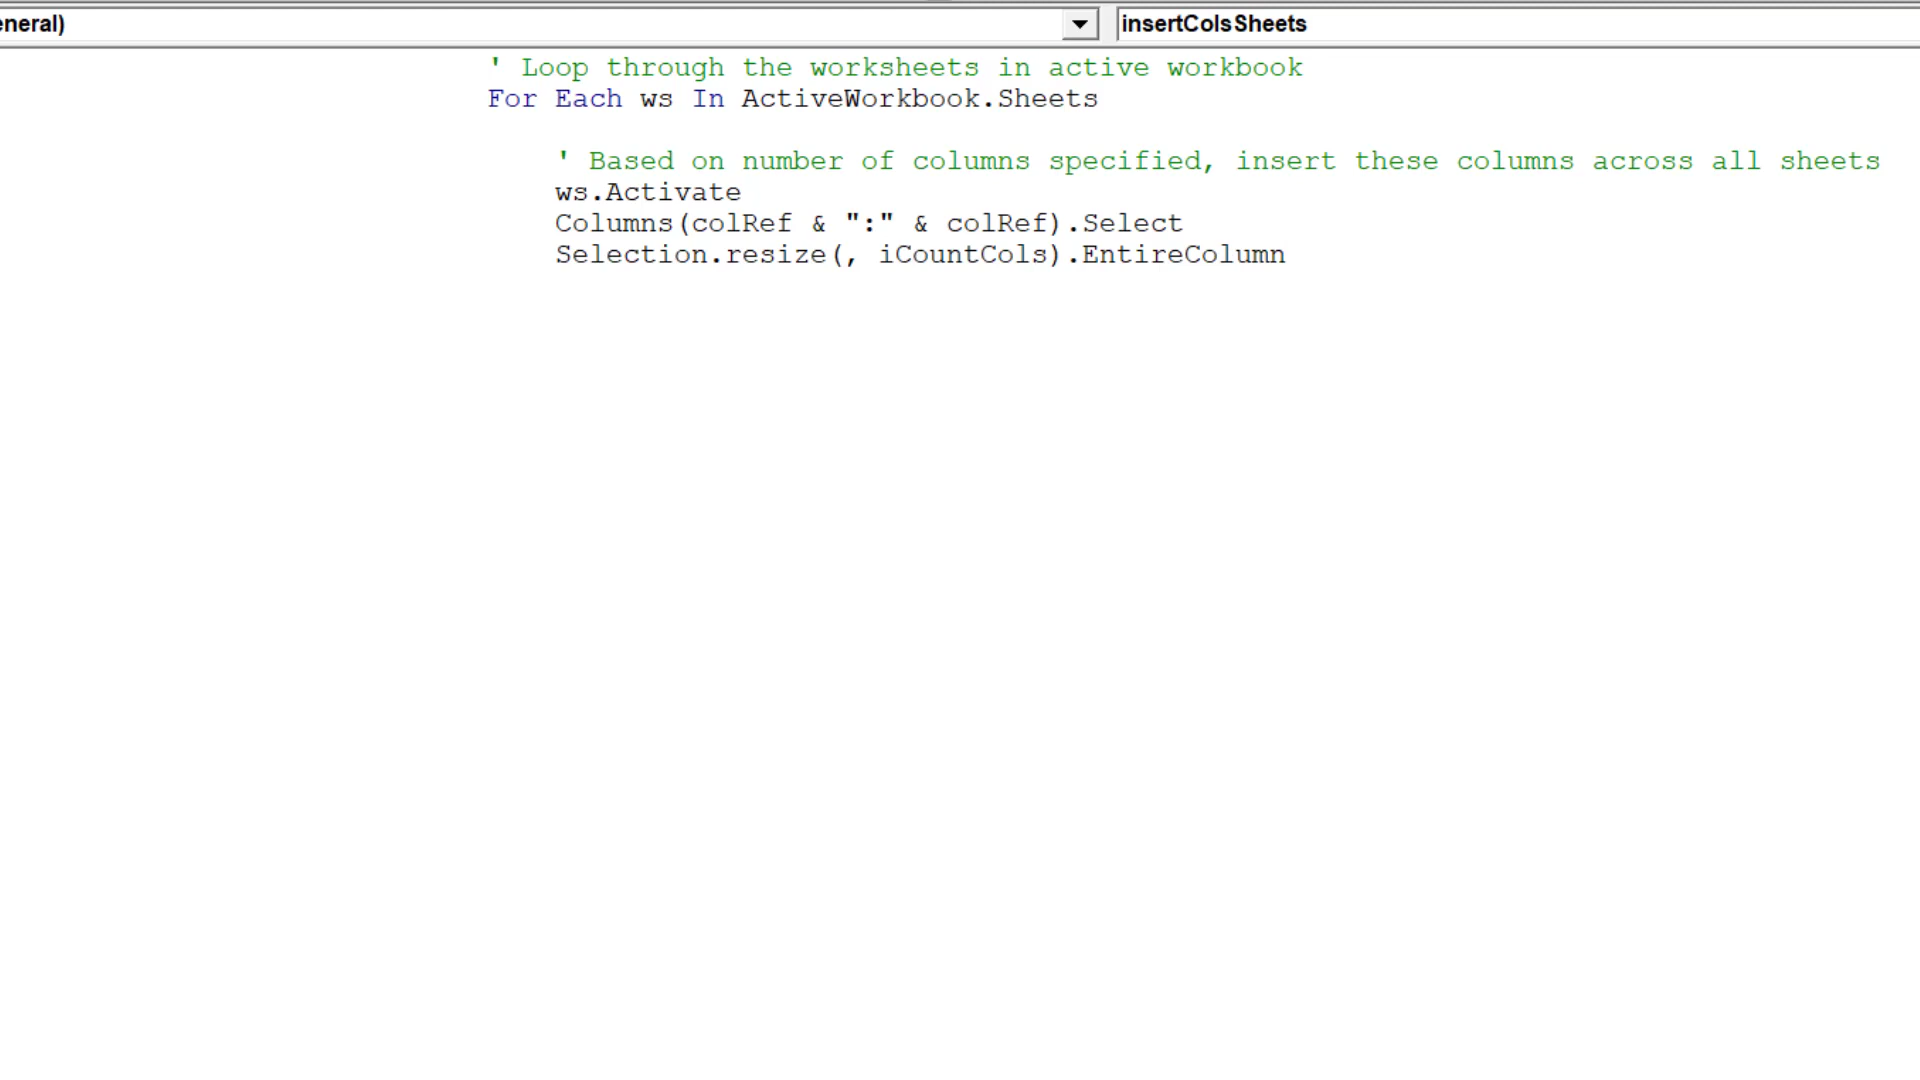 eneral)
insertColsSheets
' Loop through the worksheets in active workbook
For Each ws In ActiveWorkbook.Sheets
' Based on number of columns specified, insert these columns across all sheets
ws.Activate
Columns(colRef & ":" & colRef).Select
Selection.resize(, iCountCols).EntireColumn